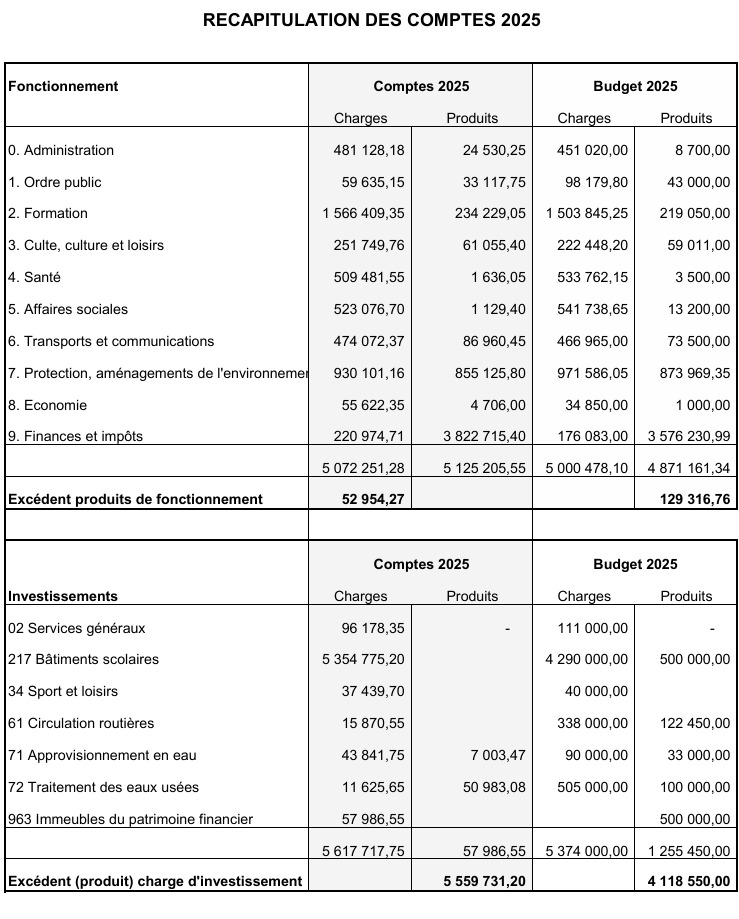 RECAPITULATION DES COMPTES 2025
Fonctionnement Comptes 2025 Budget 2025
Charges Produits Charges Produits
0. Administration 481 128,18 24 530,25 451 020,00 8 700,00
1. Ordre public 59 635,15 33 117,75 98 179,80 43 000,00
2. Formation 1 566 409,35 234 229,05 1 503 845,25 219 050,00
3. Culte, culture et loisirs 251 749,76 61 055,40 222 448,20 59 011,00
4. Santé 509 481,55 1 636,05 533 762,15 3 500,00
5. Affaires sociales 523 076,70 1 129,40 541 738,65 13 200,00
6. Transports et communications 474 072,37 86 960,45 466 965,00 73 500,00
7. Protection, aménagements de l'environnemer 930 101,16 855 125,80 971 586,05 873 969,35
8. Economie 55 622,35 4 706,00 34 850,00 1 000,00
9. Finances et impôts 220 974,71 3 822 715,40 176 083,00 3 576 230,99
5 072 251,28 5 125 205,55 5 000 478,10 4 871 161,34
Excédent produits de fonctionnement 52 954,27 129 316,76
Comptes 2025 Budget 2025
Investissements Charges Produits Charges Produits
02 Services généraux 96 178,35 - 111 000,00 -
217 Bâtiments scolaires 5 354 775,20 4 290 000,00 500 000,00
34 Sport et loisirs 37 439,70 40 000,00
61 Circulation routières 15 870,55 338 000,00 122 450,00
71 Approvisionnement en eau 43 841,75 7 003,47 90 000,00 33 000,00
72 Traitement des eaux usées 11 625,65 50 983,08 505 000,00 100 000,00
963 Immeubles du patrimoine financier 57 986,55 500 000,00
5 617 717,75 57 986,55 5 374 000,00 1 255 450,00
Excédent (produit) charge d'investissement 5 559 731,20 4 118 550,00